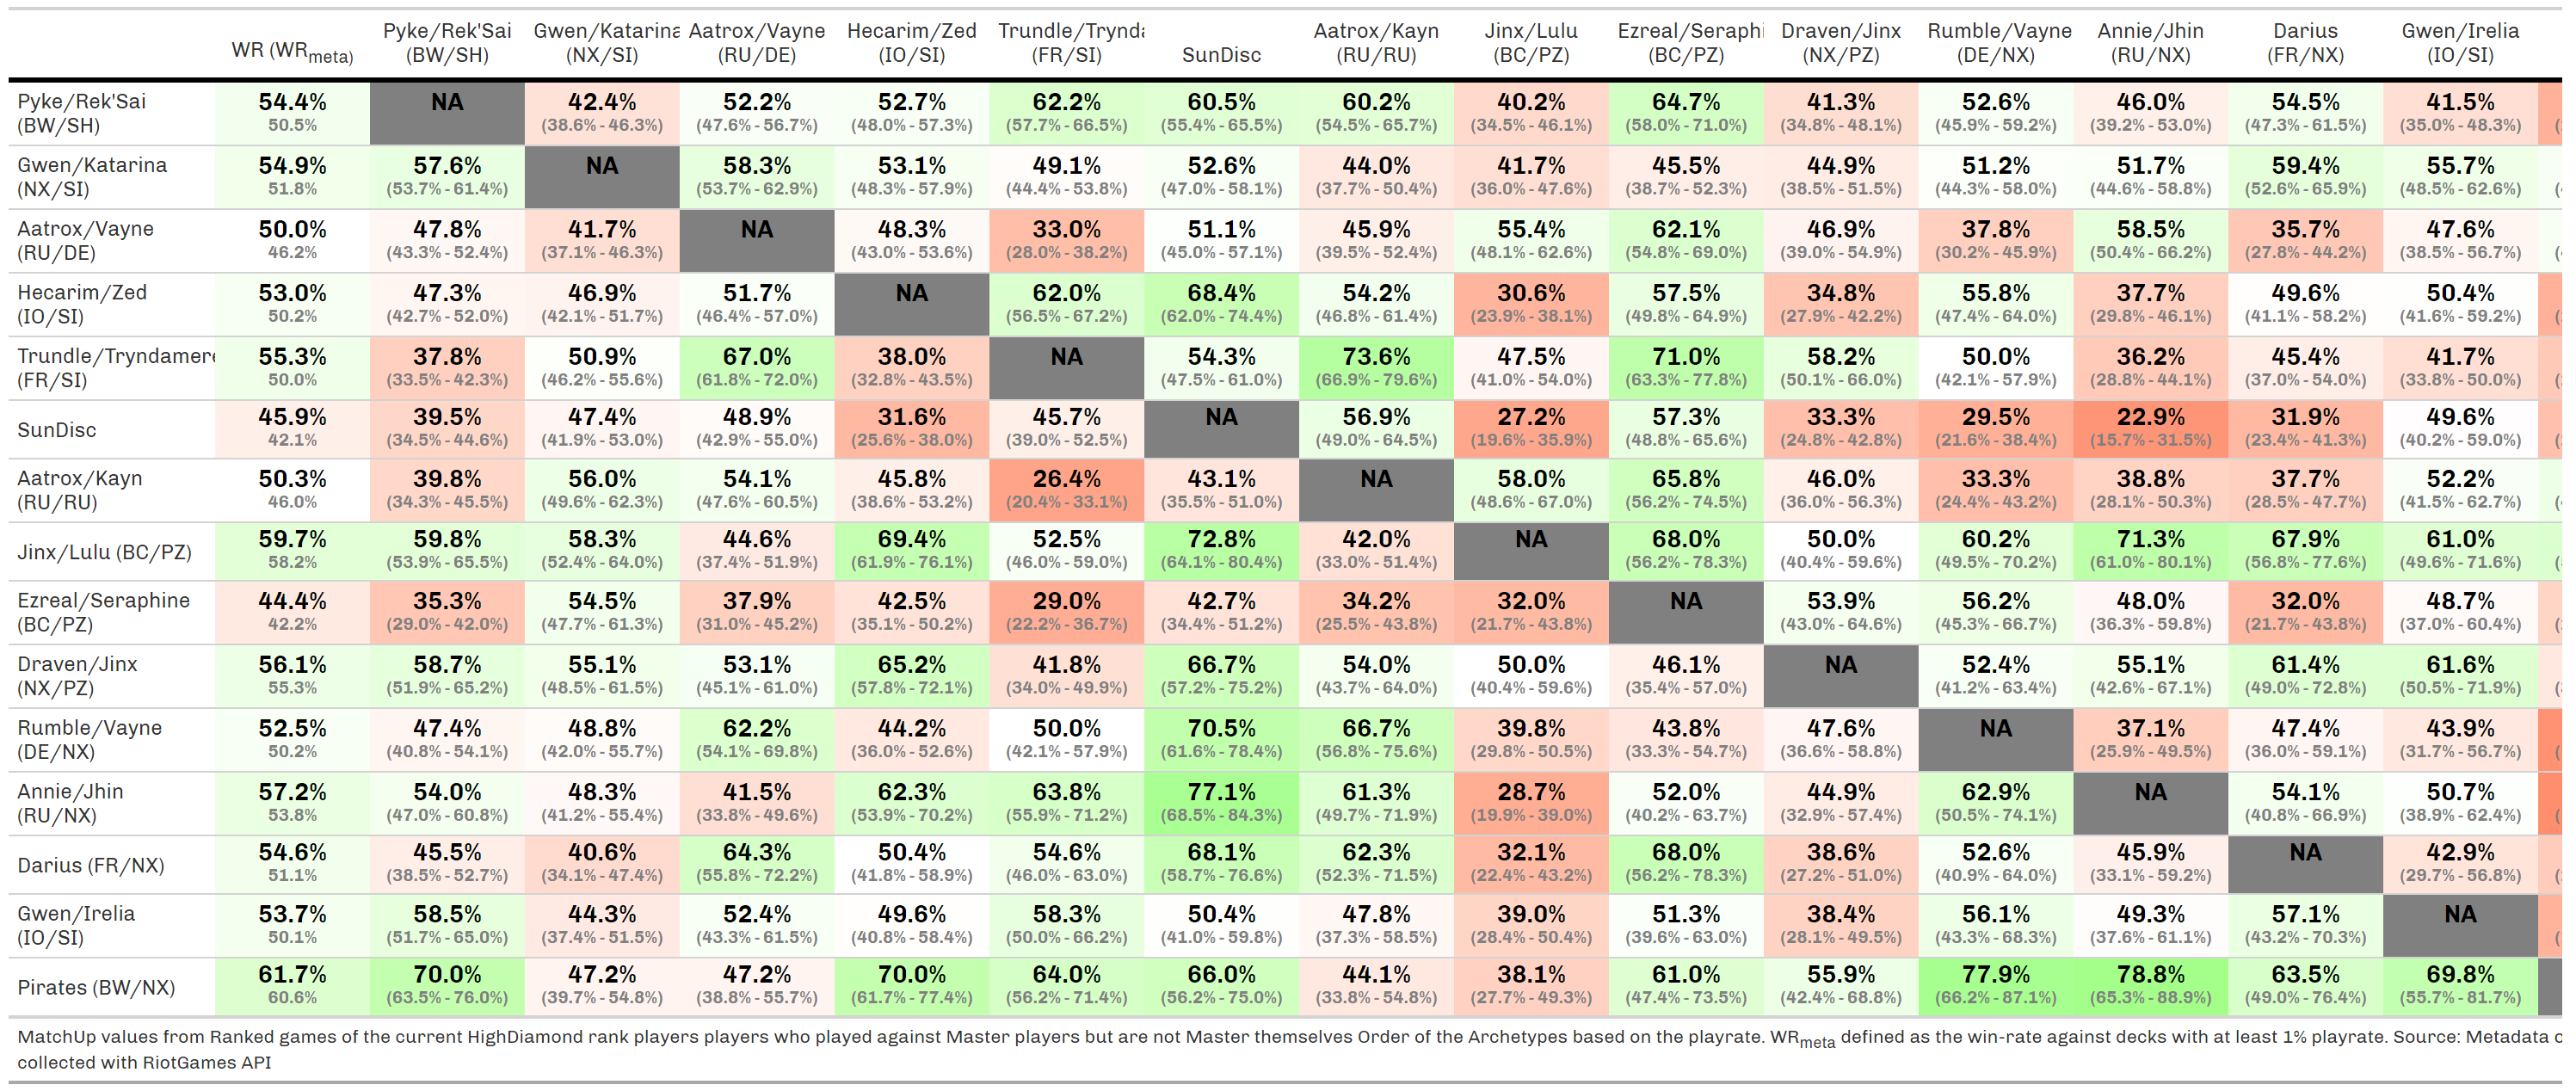 WR (WRmeta) Pyke/Rek'Sai (BW/SH) Gwen/Katarina (NX/SI) Aatrox/Vayne (RU/DE) Hecarim/Zed (IO/SI) Trundle/Trynda (FR/SI) SunDisc Aatrox/Kayn (RU/RU) Jinx/Lulu (BC/PZ) Ezreal/Seraphi (BC/PZ) Draven/Jinx (NX/PZ) Rumble/Vayne (DE/NX) Annie/Jhin (RU/NX) Darius (FR/NX) Gwen/Irelia (IO/SI)
Pyke/Rek'Sai 54.4% NA 42.4% 52.2% 52.7% 62.2% 60.5% 60.2% 40.2% 64.7% 41.3% 52.6% 46.0% 54.5% 41.5%
(BW/SH) 50.5% (38.6% - 46.3%) (47.6% - 56.7%) (48.0% - 57.3%) (57.7% - 66.5%) (55.4% - 65.5%) (54.5% - 65.7%) (34.5% - 46.1%) (58.0% - 71.0%) (34.8% - 48.1%) (45.9% - 59.2%) (39.2% - 53.0%) (47.3% - 61.5%) (35.0% - 48.3%)
Gwen/Katarina 54.9% 57.6% NA 58.3% 53.1% 49.1% 52.6% 44.0% 41.7% 45.5% 44.9% 51.2% 51.7% 59.4% 55.7%
(NX/SI) 51.8% (53.7% - 61.4%) (53.7% - 62.9%) (48.3% - 57.9%) (44.4% - 53.8%) (47.0% - 58.1%) (37.7% - 50.4%) (36.0% - 47.6%) (38.7% - 52.3%) (38.5% - 51.5%) (44.3% - 58.0%) (44.6% - 58.8%) (52.6% - 65.9%) (48.5% - 62.6%)
Aatrox/Vayne 50.0% 47.8% 41.7% NA 48.3% 33.0% 51.1% 45.9% 55.4% 62.1% 46.9% 37.8% 58.5% 35.7% 47.6%
(RU/DE) 46.2% (43.3% - 52.4%) (37.1% - 46.3%) (43.0% - 53.6%) (28.0% - 38.2%) (45.0% - 57.1%) (39.5% - 52.4%) (48.1% - 62.6%) (54.8% - 69.0%) (39.0% - 54.9%) (30.2% - 45.9%) (50.4% - 66.2%) (27.8% - 44.2%) (38.5% - 56.7%)
Hecarim/Zed 53.0% 47.3% 46.9% 51.7% NA 62.0% 68.4% 54.2% 30.6% 57.5% 34.8% 55.8% 37.7% 49.6% 50.4%
(IO/SI) 50.2% (42.7% - 52.0%) (42.1% - 51.7%) (46.4% - 57.0%) (56.5% - 67.2%) (62.0% - 74.4%) (46.8% - 61.4%) (23.9% - 38.1%) (49.8% - 64.9%) (27.9% - 42.2%) (47.4% - 64.0%) (29.8% - 46.1%) (41.1% - 58.2%) (41.6% - 59.2%)
Trundle/Tryndamere 55.3% 37.8% 50.9% 67.0% 38.0% NA 54.3% 73.6% 47.5% 71.0% 58.2% 50.0% 36.2% 45.4% 41.7%
(FR/SI) 50.0% (33.5% - 42.3%) (46.2% - 55.6%) (61.8% - 72.0%) (32.8% - 43.5%) (47.5% - 61.0%) (66.9% - 79.6%) (41.0% - 54.0%) (63.3% - 77.8%) (50.1% - 66.0%) (42.1% - 57.9%) (28.8% - 44.1%) (37.0% - 54.0%) (33.8% - 50.0%)
SunDisc 45.9% 39.5% 47.4% 48.9% 31.6% 45.7% NA 56.9% 27.2% 57.3% 33.3% 29.5% 22.9% 31.9% 49.6%
42.1% (34.5% - 44.6%) (41.9% - 53.0%) (42.9% - 55.0%) (25.6% - 38.0%) (39.0% - 52.5%) (49.0% - 64.5%) (19.6% - 35.9%) (48.8% - 65.6%) (24.8% - 42.8%) (21.6% - 38.4%) (15.7% - 31.5%) (23.4% - 41.3%) (40.2% - 59.0%)
Aatrox/Kayn 50.3% 39.8% 56.0% 54.1% 45.8% 26.4% 43.1% NA 58.0% 65.8% 46.0% 33.3% 38.8% 37.7% 52.2%
(RU/RU) 46.0% (34.3% - 45.5%) (49.6% - 62.3%) (47.6% - 60.5%) (38.6% - 53.2%) (20.4% - 33.1%) (35.5% - 51.0%) (48.6% - 67.0%) (56.2% - 74.5%) (36.0% - 56.3%) (24.4% - 43.2%) (28.1% - 50.3%) (28.5% - 47.7%) (41.5% - 62.7%)
Jinx/Lulu (BC/PZ) 59.7% 59.8% 58.3% 44.6% 69.4% 52.5% 72.8% 42.0% NA 68.0% 50.0% 60.2% 71.3% 67.9% 61.0%
58.2% (53.9% - 65.5%) (52.4% - 64.0%) (37.4% - 51.9%) (61.9% - 76.1%) (46.0% - 59.0%) (64.1% - 80.4%) (33.0% - 51.4%) (56.2% - 78.3%) (40.4% - 59.6%) (49.5% - 70.2%) (61.0% - 80.1%) (56.8% - 77.6%) (49.6% - 71.6%)
Ezreal/Seraphine 44.4% 35.3% 54.5% 37.9% 42.5% 29.0% 42.7% 34.2% 32.0% NA 53.9% 56.2% 48.0% 32.0% 48.7%
(BC/PZ) 42.2% (29.0% - 42.0%) (47.7% - 61.3%) (31.0% - 45.2%) (35.1% - 50.2%) (22.2% - 36.7%) (34.4% - 51.2%) (25.5% - 43.8%) (21.7% - 43.8%) (43.0% - 64.6%) (45.3% - 66.7%) (36.3% - 59.8%) (21.7% - 43.8%) (37.0% - 60.4%)
Draven/Jinx 56.1% 58.7% 55.1% 53.1% 65.2% 41.8% 66.7% 54.0% 50.0% 46.1% NA 52.4% 55.1% 61.4% 61.6%
(NX/PZ) 55.3% (51.9% - 65.2%) (48.5% - 61.5%) (45.1% - 61.0%) (57.8% - 72.1%) (34.0% - 49.9%) (57.2% - 75.2%) (43.7% - 64.0%) (40.4% - 59.6%) (35.4% - 57.0%) (41.2% - 63.4%) (42.6% - 67.1%) (49.0% - 72.8%) (50.5% - 71.9%)
Rumble/Vayne 52.5% 47.4% 48.8% 62.2% 44.2% 50.0% 70.5% 66.7% 39.8% 43.8% 47.6% NA 37.1% 47.4% 43.9%
(DE/NX) 50.2% (40.8% - 54.1%) (42.0% - 55.7%) (54.1% - 69.8%) (36.0% - 52.6%) (42.1% - 57.9%) (61.6% - 78.4%) (56.8% - 75.6%) (29.8% - 50.5%) (33.3% - 54.7%) (36.6% - 58.8%) (25.9% - 49.5%) (36.0% - 59.1%) (31.7% - 56.7%)
Annie/Jhin 57.2% 54.0% 48.3% 41.5% 62.3% 63.8% 77.1% 61.3% 28.7% 52.0% 44.9% 62.9% NA 54.1% 50.7%
(RU/NX) 53.8% (47.0% - 60.8%) (41.2% - 55.4%) (33.8% - 49.6%) (53.9% - 70.2%) (55.9% - 71.2%) (68.5% - 84.3%) (49.7% - 71.9%) (19.9% - 39.0%) (40.2% - 63.7%) (32.9% - 57.4%) (50.5% - 74.1%) (40.8% - 66.9%) (38.9% - 62.4%)
Darius (FR/NX) 54.6% 45.5% 40.6% 64.3% 50.4% 54.6% 68.1% 62.3% 32.1% 68.0% 38.6% 52.6% 45.9% NA 42.9%
51.1% (38.5% - 52.7%) (34.1% - 47.4%) (55.8% - 72.2%) (41.8% - 58.9%) (46.0% - 63.0%) (58.7% - 76.6%) (52.3% - 71.5%) (22.4% - 43.2%) (56.2% - 78.3%) (27.2% - 51.0%) (40.9% - 64.0%) (33.1% - 59.2%) (29.7% - 56.8%)
Gwen/Irelia 53.7% 58.5% 44.3% 52.4% 49.6% 58.3% 50.4% 47.8% 39.0% 51.3% 38.4% 56.1% 49.3% 57.1% NA
(IO/SI) 50.1% (51.7% - 65.0%) (37.4% - 51.5%) (43.3% - 61.5%) (40.8% - 58.4%) (50.0% - 66.2%) (41.0% - 59.8%) (37.3% - 58.5%) (28.4% - 50.4%) (39.6% - 63.0%) (28.1% - 49.5%) (43.3% - 68.3%) (37.6% - 61.1%) (43.2% - 70.3%)
Pirates (BW/NX) 61.7% 70.0% 47.2% 47.2% 70.0% 64.0% 66.0% 44.1% 38.1% 61.0% 55.9% 77.9% 78.8% 63.5% 69.8%
60.6% (63.5% - 76.0%) (39.7% - 54.8%) (38.8% - 55.7%) (61.7% - 77.4%) (56.2% - 71.4%) (56.2% - 75.0%) (33.8% - 54.8%) (27.7% - 49.3%) (47.4% - 73.5%) (42.4% - 68.8%) (66.2% - 87.1%) (65.3% - 88.9%) (49.0% - 76.4%) (55.7% - 81.7%)
MatchUp values from Ranked games of the current HighDiamond rank players players who played against Master players but are not Master themselves Order of the Archetypes based on the playrate. WRmeta defined as the win-rate against decks with at least 1% playrate. Source: Metadata
collected with RiotGames API